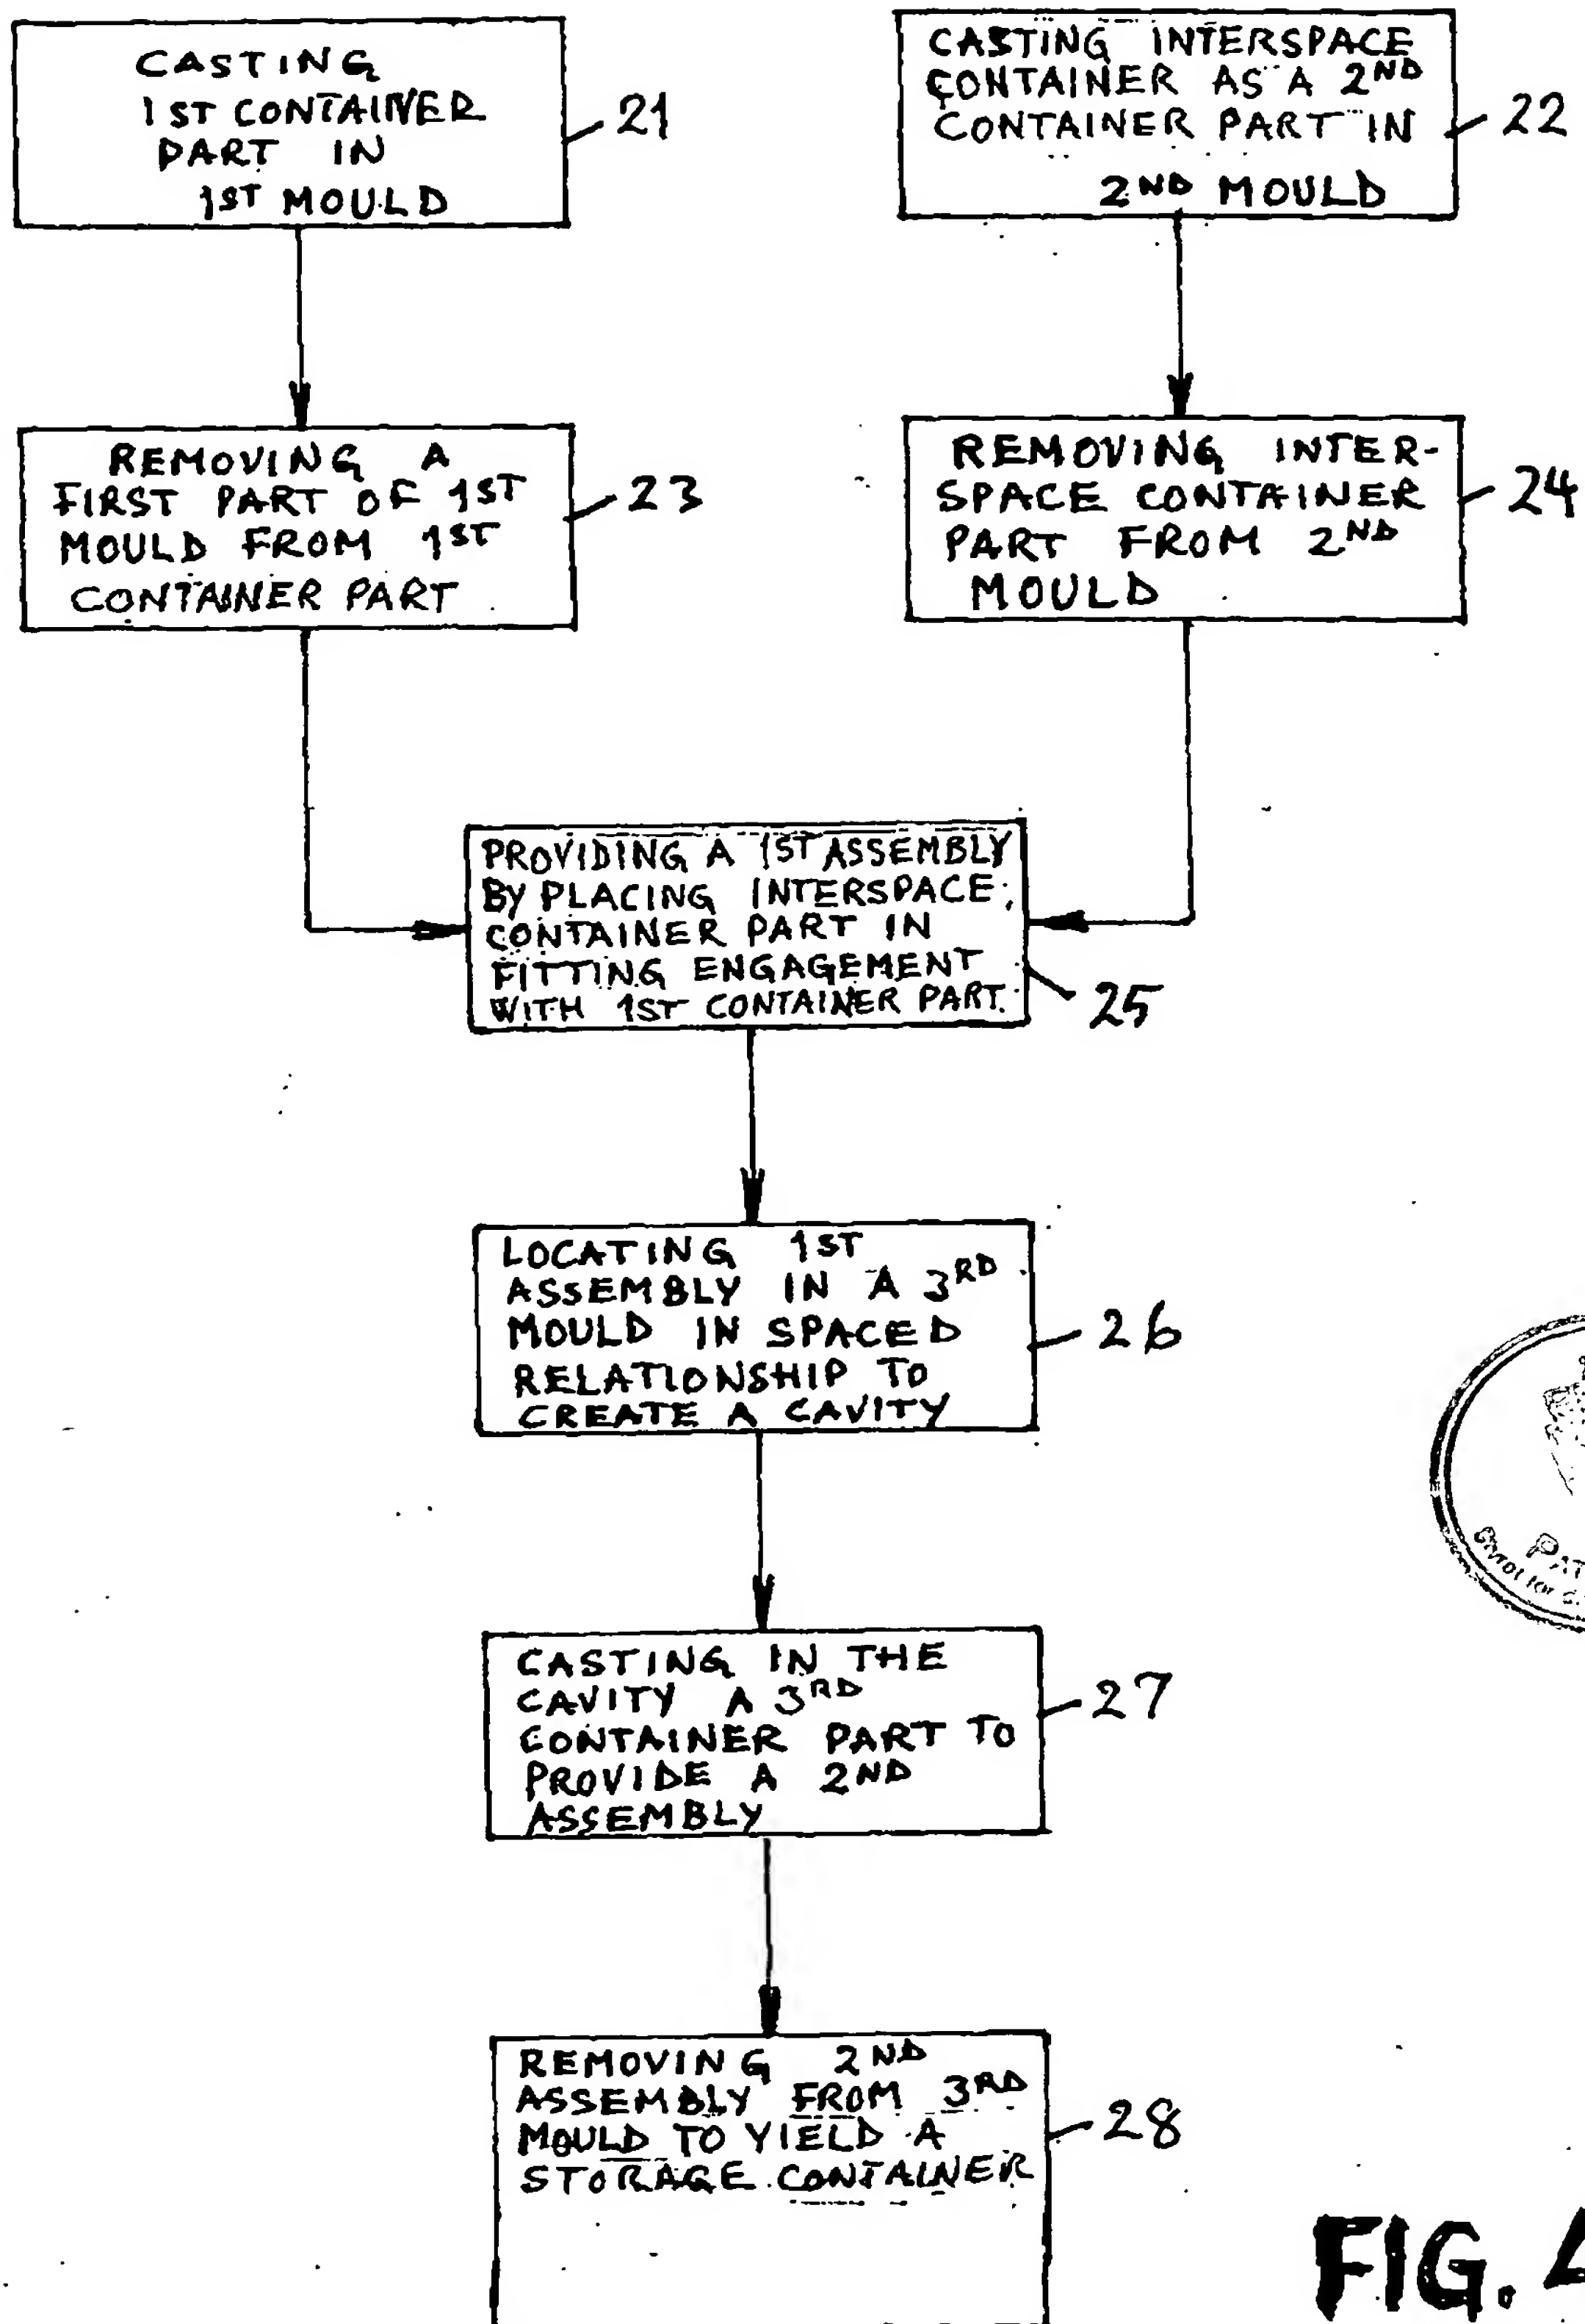 CASTING
1ST CONTAINER
PART IN
1ST MOULD
21
CASTING INTERSPACE
CONTAINER AS A 2ND
CONTAINER PART IN
2ND MOULD
22
REMOVING A
FIRST PART OF 1ST
MOULD FROM 1ST
CONTAINER PART
23
REMOVING INTER-
SPACE CONTAINER
PART FROM 2ND
MOULD
24
PROVIDING A 1ST ASSEMBLY
BY PLACING INTERSPACE
CONTAINER PART IN
FITTING ENGAGEMENT
WITH 1ST CONTAINER PART.
25
LOCATING 1ST
ASSEMBLY IN A 3RD
MOULD IN SPACED
RELATIONSHIP TO
CREATE A CAVITY
26
CASTING IN THE
CAVITY A 3RD
CONTAINER PART TO
PROVIDE A 2ND
ASSEMBLY
27
REMOVING 2ND
ASSEMBLY FROM 3RD
MOULD TO YIELD A
STORAGE CONTAINER
28
FIG.